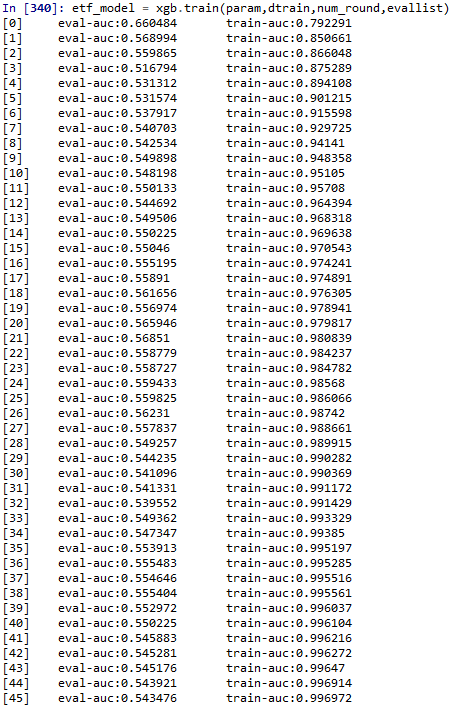 In [340]: etf_model = xgb.train(param,dtrain,num_round,evallist)
[0] eval-auc:0.660484 train-auc:0.792291
[1] eval-auc:0.568994 train-auc:0.850661
[2] eval-auc:0.559865 train-auc:0.866048
[3] eval-auc:0.516794 train-auc:0.875289
[4] eval-auc:0.531312 train-auc:0.894108
[5] eval-auc:0.531574 train-auc:0.901215
[6] eval-auc:0.537917 train-auc:0.915598
[7] eval-auc:0.540703 train-auc:0.929725
[8] eval-auc:0.542534 train-auc:0.94141
[9] eval-auc:0.549898 train-auc:0.948358
[10] eval-auc:0.548198 train-auc:0.95105
[11] eval-auc:0.550133 train-auc:0.95708
[12] eval-auc:0.544692 train-auc:0.964394
[13] eval-auc:0.549506 train-auc:0.968318
[14] eval-auc:0.550225 train-auc:0.969638
[15] eval-auc:0.55046 train-auc:0.970543
[16] eval-auc:0.555195 train-auc:0.974241
[17] eval-auc:0.55891 train-auc:0.974891
[18] eval-auc:0.561656 train-auc:0.976305
[19] eval-auc:0.556974 train-auc:0.978941
[20] eval-auc:0.565946 train-auc:0.979817
[21] eval-auc:0.56851 train-auc:0.980839
[22] eval-auc:0.558779 train-auc:0.984237
[23] eval-auc:0.558727 train-auc:0.984782
[24] eval-auc:0.559433 train-auc:0.98568
[25] eval-auc:0.559825 train-auc:0.986066
[26] eval-auc:0.56231 train-auc:0.98742
[27] eval-auc:0.557837 train-auc:0.988661
[28] eval-auc:0.549257 train-auc:0.989915
[29] eval-auc:0.544235 train-auc:0.990282
[30] eval-auc:0.541096 train-auc:0.990369
[31] eval-auc:0.541331 train-auc:0.991172
[32] eval-auc:0.539552 train-auc:0.991429
[33] eval-auc:0.549362 train-auc:0.993329
[34] eval-auc:0.547347 train-auc:0.99385
[35] eval-auc:0.553913 train-auc:0.995197
[36] eval-auc:0.555483 train-auc:0.995285
[37] eval-auc:0.554646 train-auc:0.995516
[38] eval-auc:0.555404 train-auc:0.995561
[39] eval-auc:0.552972 train-auc:0.996037
[40] eval-auc:0.550225 train-auc:0.996104
[41] eval-auc:0.545883 train-auc:0.996216
[42] eval-auc:0.545281 train-auc:0.996272
[43] eval-auc:0.545176 train-auc:0.99647
[44] eval-auc:0.543921 train-auc:0.996914
[45] eval-auc:0.543476 train-auc:0.996972